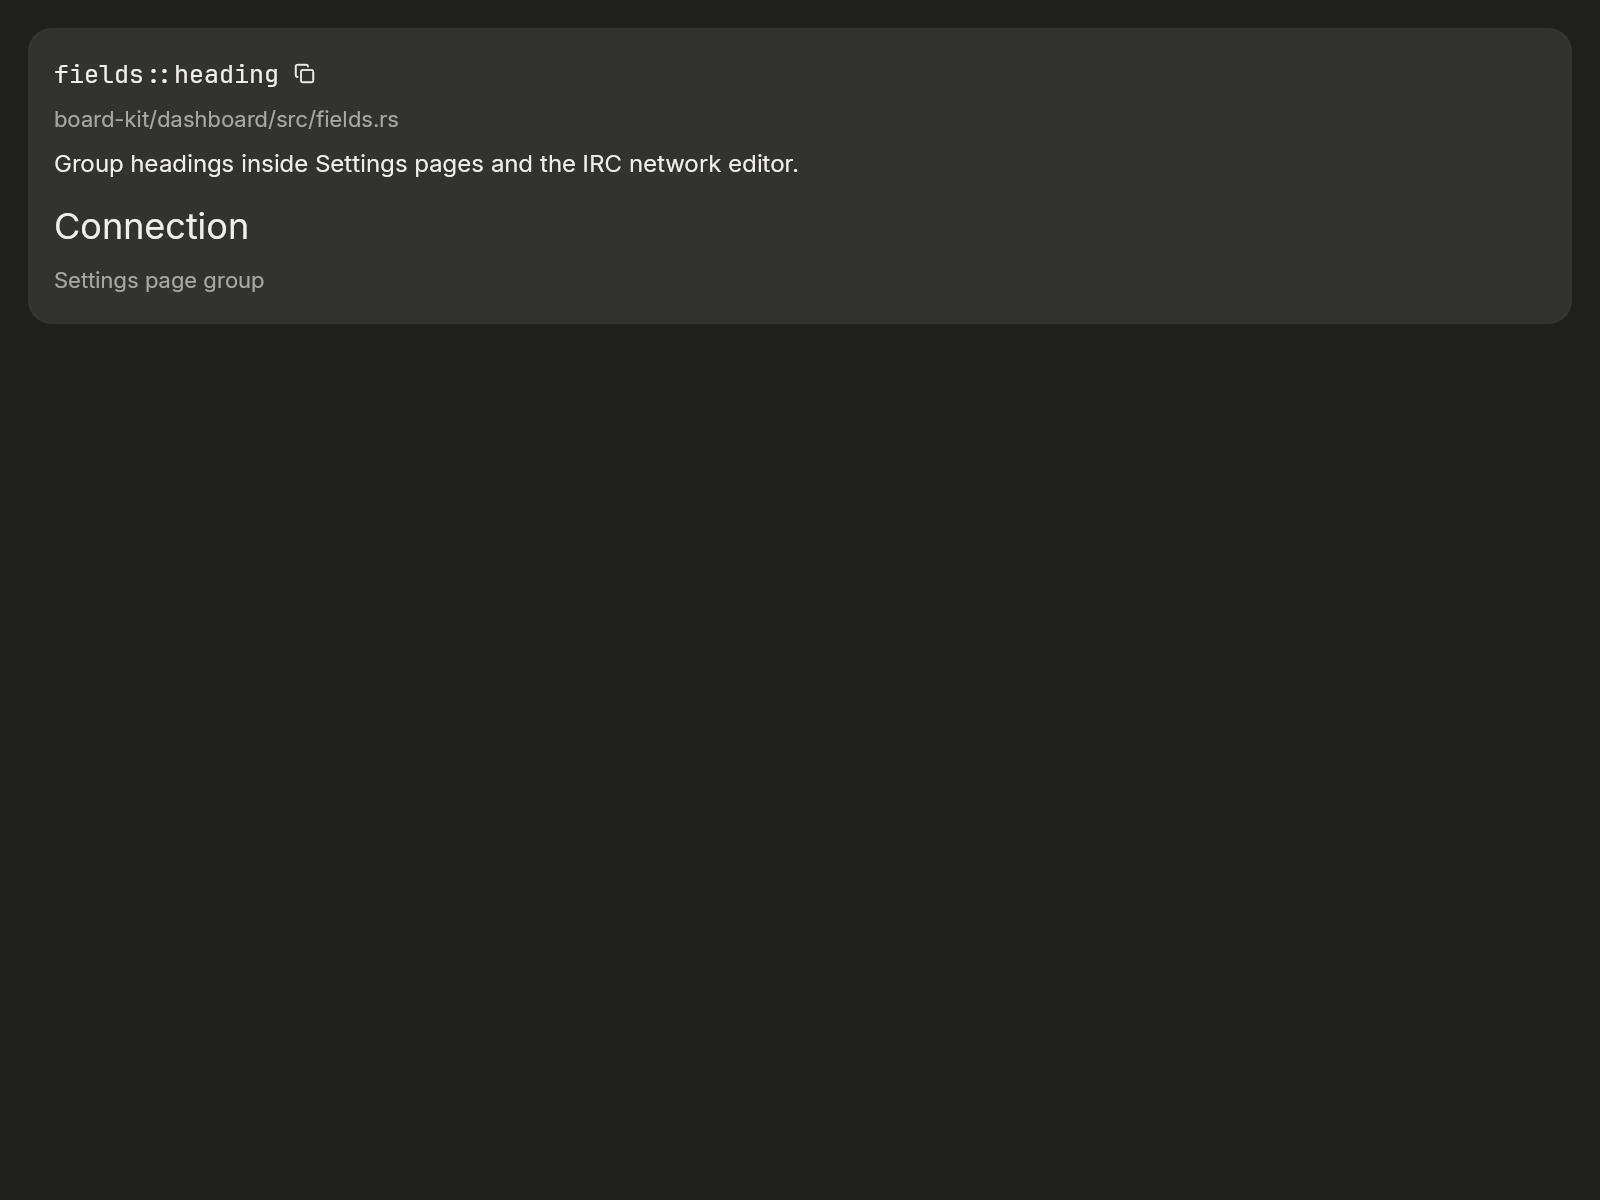 fields::heading
board-kit/dashboard/src/fields.rs
Group headings inside Settings pages and the IRC network editor.
Connection
Settings page group